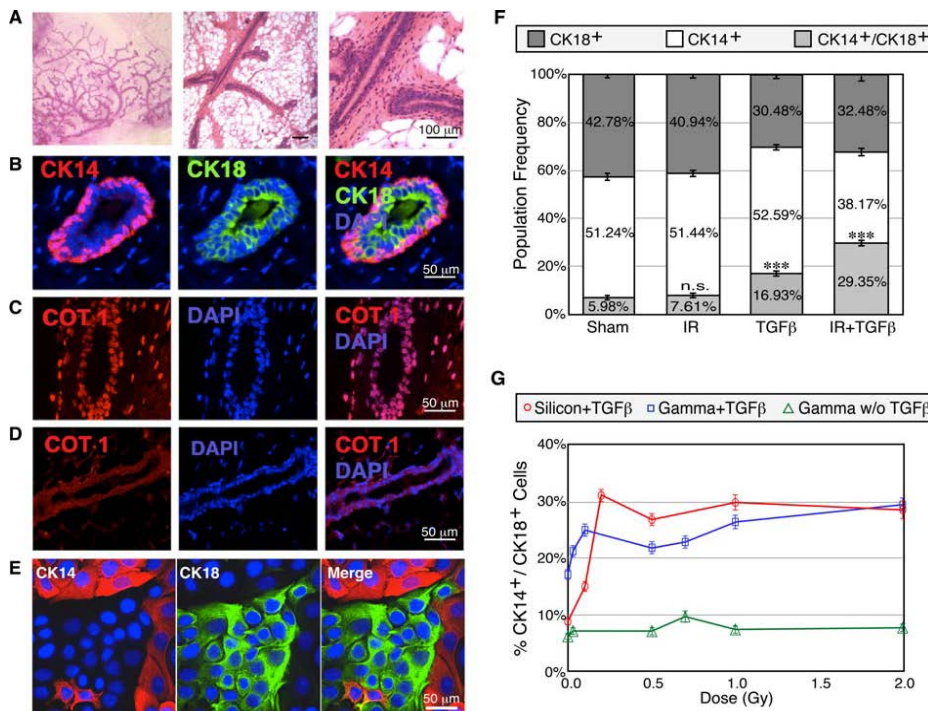 A
100 μm
B
CK14
CK18
CK14
CK18
DAPI
50 μm
C
COT 1
DAPI
COT 1
DAPI
50 μm
D
COT 1
DAPI
COT 1
DAPI
50 μm
E
CK14
CK18
Merge
50 μm
F
CK18+
CK14+
CK14+/CK18+
Population Frequency
100%
80%
60%
40%
20%
0%
42.78%
40.94%
30.48%
32.48%
51.24%
51.44%
52.59%
38.17%
n.s.
***
***
5.98%
7.61%
16.93%
29.35%
Sham
IR
TGFβ
IR+TGFβ
G
Silicon+TGFβ
Gamma+TGFβ
Gamma w/o TGFβ
% CK14+ / CK18+ Cells
40%
30%
20%
10%
0%
0.0
0.5
1.0
2.0
Dose (Gy)